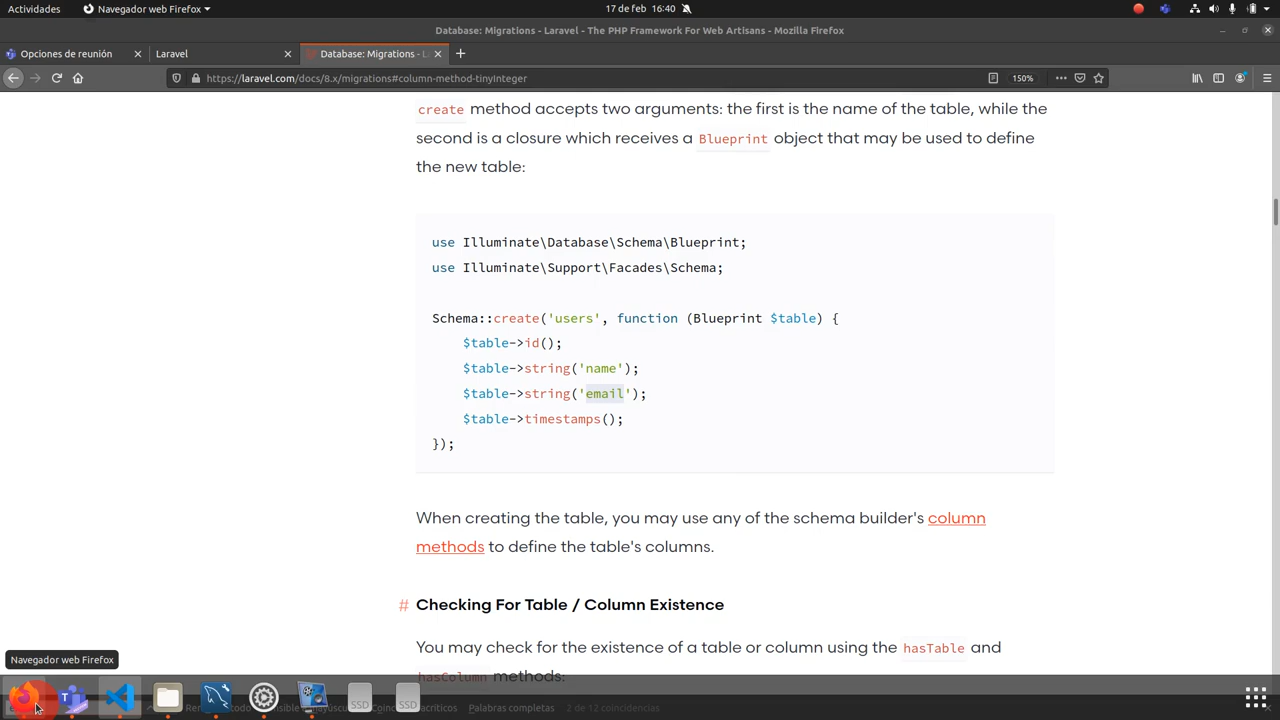 Actividades
Navegador web Firefox
17 de feb 16:40
Database: Migrations - Laravel - The PHP Framework For Web Artisans - Mozilla Firefox
Opciones de reunión
Laravel
Database: Migrations - L
https://laravel.com/docs/8.x/migrations#column-method-tinyInteger
150%
create method accepts two arguments: the first is the name of the table, while the
second is a closure which receives a Blueprint object that may be used to define
the new table:
use Illuminate\Database\Schema\Blueprint;
use Illuminate\Support\Facades\Schema;
Schema::create('users', function (Blueprint $table) {
$table->id();
$table->string('name');
$table->string('email');
$table->timestamps();
});
When creating the table, you may use any of the schema builder's column
methods to define the table's columns.
# Checking For Table / Column Existence
You may check for the existence of a table or column using the hasTable and
hasColumn methods:
Navegador web Firefox
SSD
SSD
Palabras completas
2 de 12 coincidencias